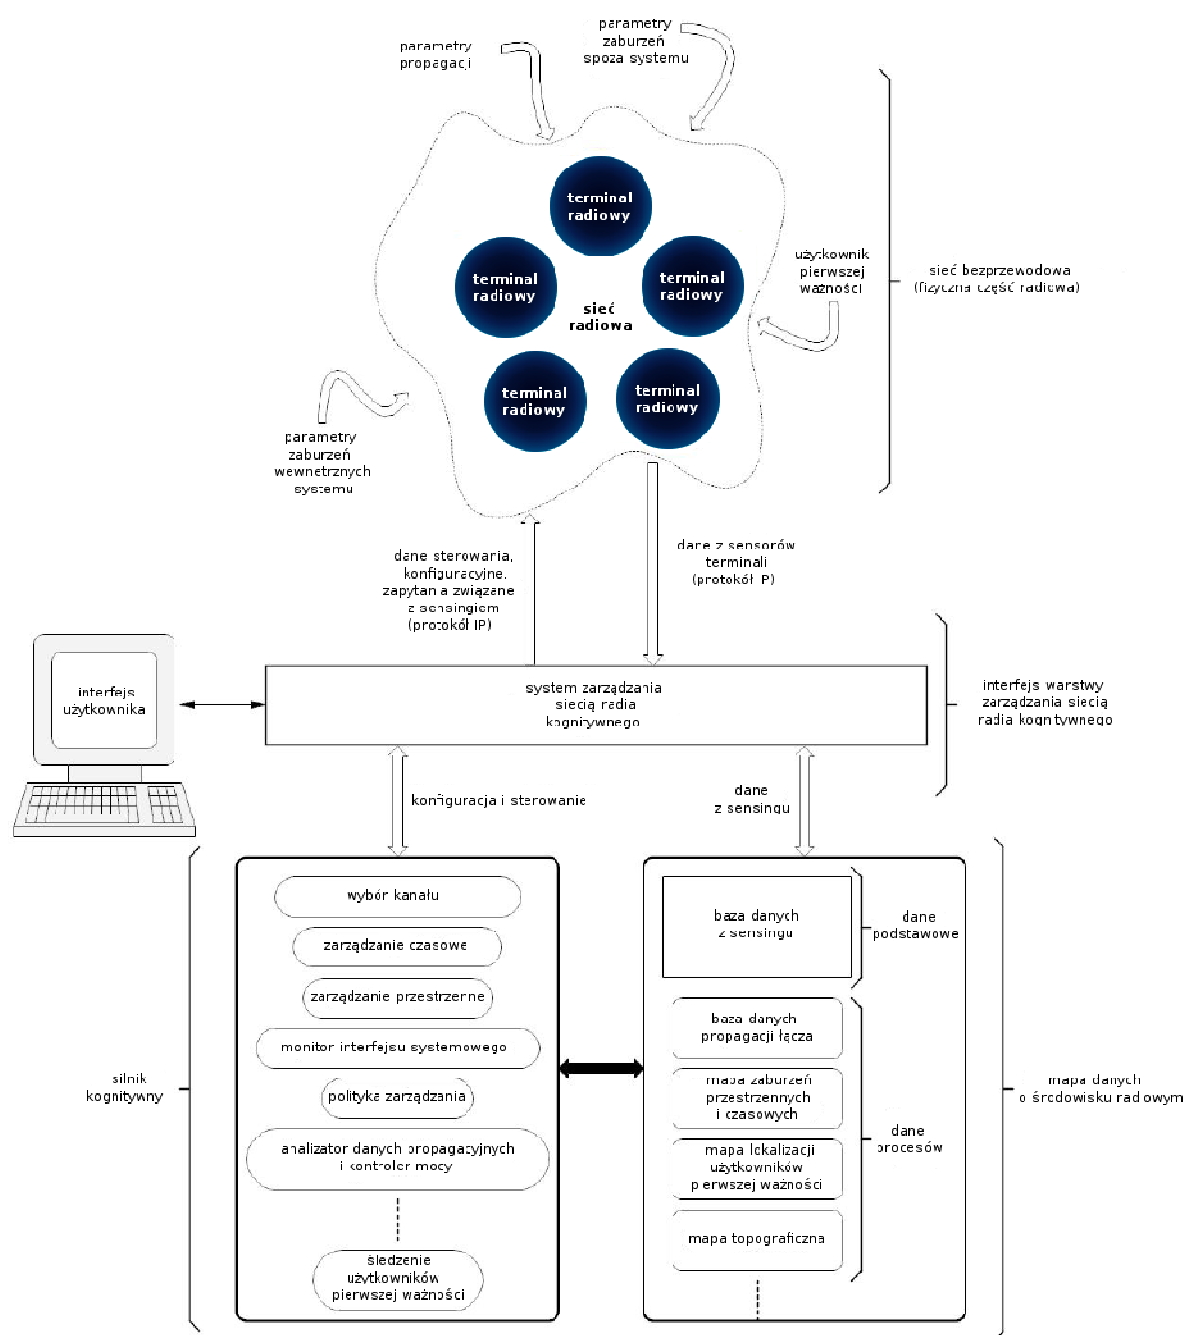 parametry
zaburzeń
spoza systemu
parametry
propagacji
terminal
radiowy
terminal
radiowy
terminal
radiowy
sieć
radiowa
terminal
radiowy
terminal
radiowy
użytkownik
pierwszej
ważności
sieć bezprzewodowa
(fizyczna część radiowa)
parametry
zaburzeń
wewnetrznych
systemu
dane sterowania,
konfiguracyjne,
zapytania związane
z sensingiem
(protokół IP)
dane z sensorów
terminali
(protokół IP)
interfejs
użytkownika
system zarządzania
siecią radia
kognitywnego
interfejs warstwy
zarządzania siecią
radia kognitywnego
konfiguracja i sterowanie
dane
z sensingu
silnik
kognitywny
wybór kanału
zarządzanie czasowe
zarządzanie przestrzenne
monitor interfejsu systemowego
polityka zarządzania
analizator danych propagacyjnych
i kontroler mocy
śledzenie
użytkowników
pierwszej ważności
baza danych
z sensingu
dane
podstawowe
baza danych
propagacji łącza
mapa zaburzeń
przestrzennych
i czasowych
mapa lokalizacji
użytkowników
pierwszej ważności
mapa topograficzna
dane
procesów
mapa danych
o środowisku radiowym